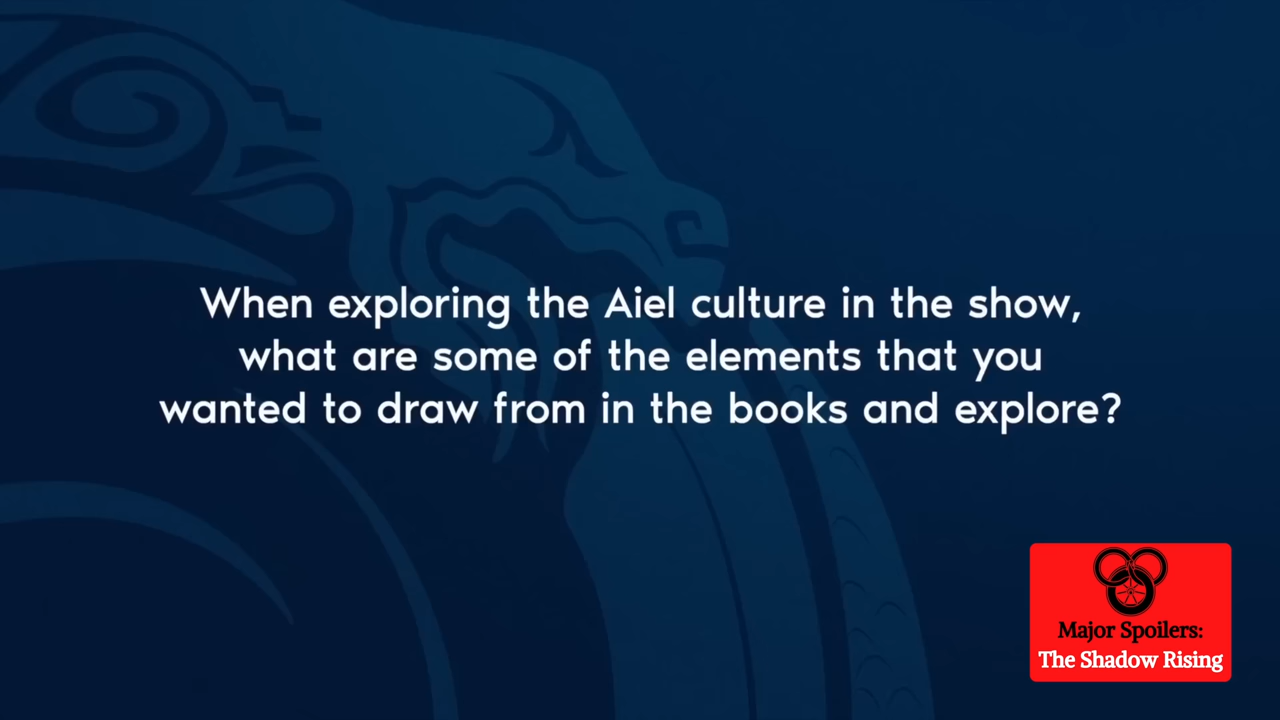 When exploring the Aiel culture in the show,
what are some of the elements that you
wanted to draw from in the books and explore?
Major Spoilers:
The Shadow Rising